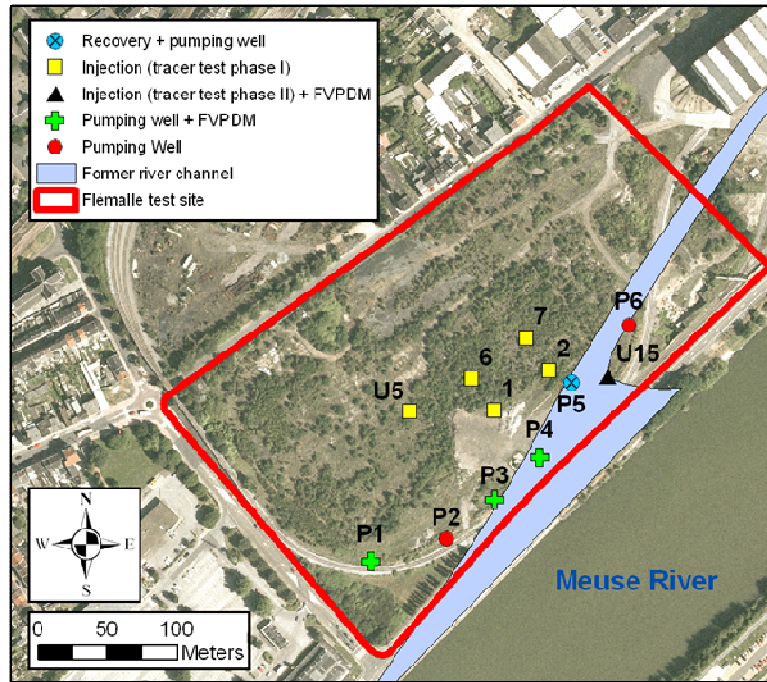 Recovery + pumping well
Injection (tracer test phase I)
Injection (tracer test phase II) + FVPDM
Pumping well + FVPDM
Pumping Well
Former river channel
Flémalle test site
P6
7
2
U15
6
U5
1
P5
P4
P3
P2
P1
N
W E
S
Meuse River
0 50 100
Meters